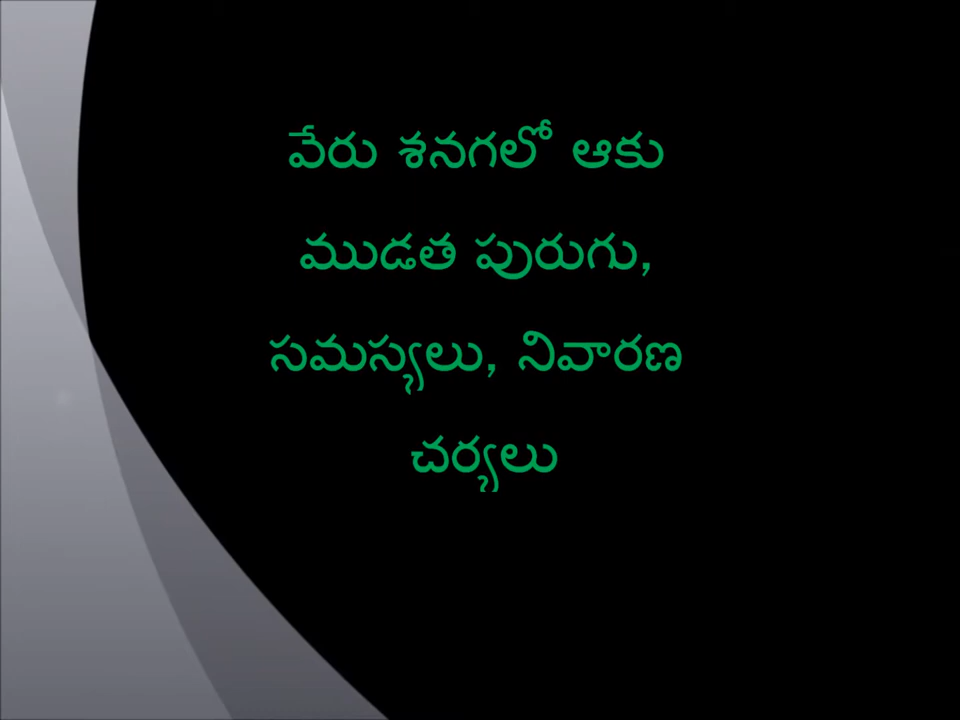 వేరు శనగలో ఆకు
ముడత పురుగు,
సమస్యలు, నివారణ
చర్యలు